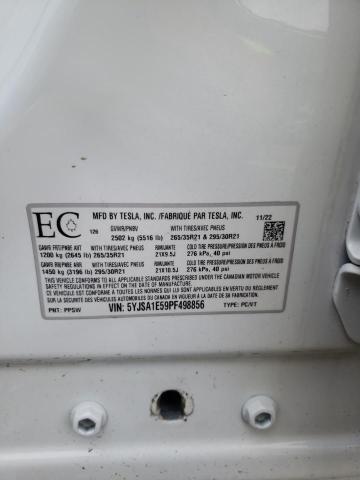 EC
MFD BY TESLA, INC. /FABRIQUÉ PAR TESLA, INC. 11/22
126 GVWR/PNBV WITH TIRES/AVEC PNEUS
2502 kg (5516 lb) 265/35R21 & 295/30R21
GAWR FRT/PNBE AVT WITH TIRES/AVEC PNEUS RIMS/JANTES COLD TIRE PRESSION/PRESSION DES PNEUS À FROID
1200 kg (2645 lb) 265/35R21 21X9.5J 276 kPa, 40 psi
GAWR RR/PNBE ARR WITH TIRES/AVEC PNEUS RIMS/JANTES COLD TIRE PRESSION/PRESSION DES PNEUS À FROID
1450 kg (3196 lb) 295/30R21 21X10.5J 276 kPa, 40 psi
THIS VEHICLE CONFORMS TO ALL APPLICABLE STANDARDS PRESCRIBED UNDER THE CANADIAN MOTOR VEHICLE
SAFETY REGULATIONS IN EFFECT ON THE DATE OF MANUFACTURE
CE VÉHICULE EST CONFORME À TOUTES LES NORMES QUI LUI SONT APPLICABLES EN VERTU DU RÈGLEMENT SUR LA
SÉCURITÉ DES VÉHICULES AUTOMOBILES DU CANADA EN VIGUEUR À LA DATE DE SA FABRICATION
VIN: 5YJSA1E59PF498856 TYPE: PC/VT
PNT: PPSW